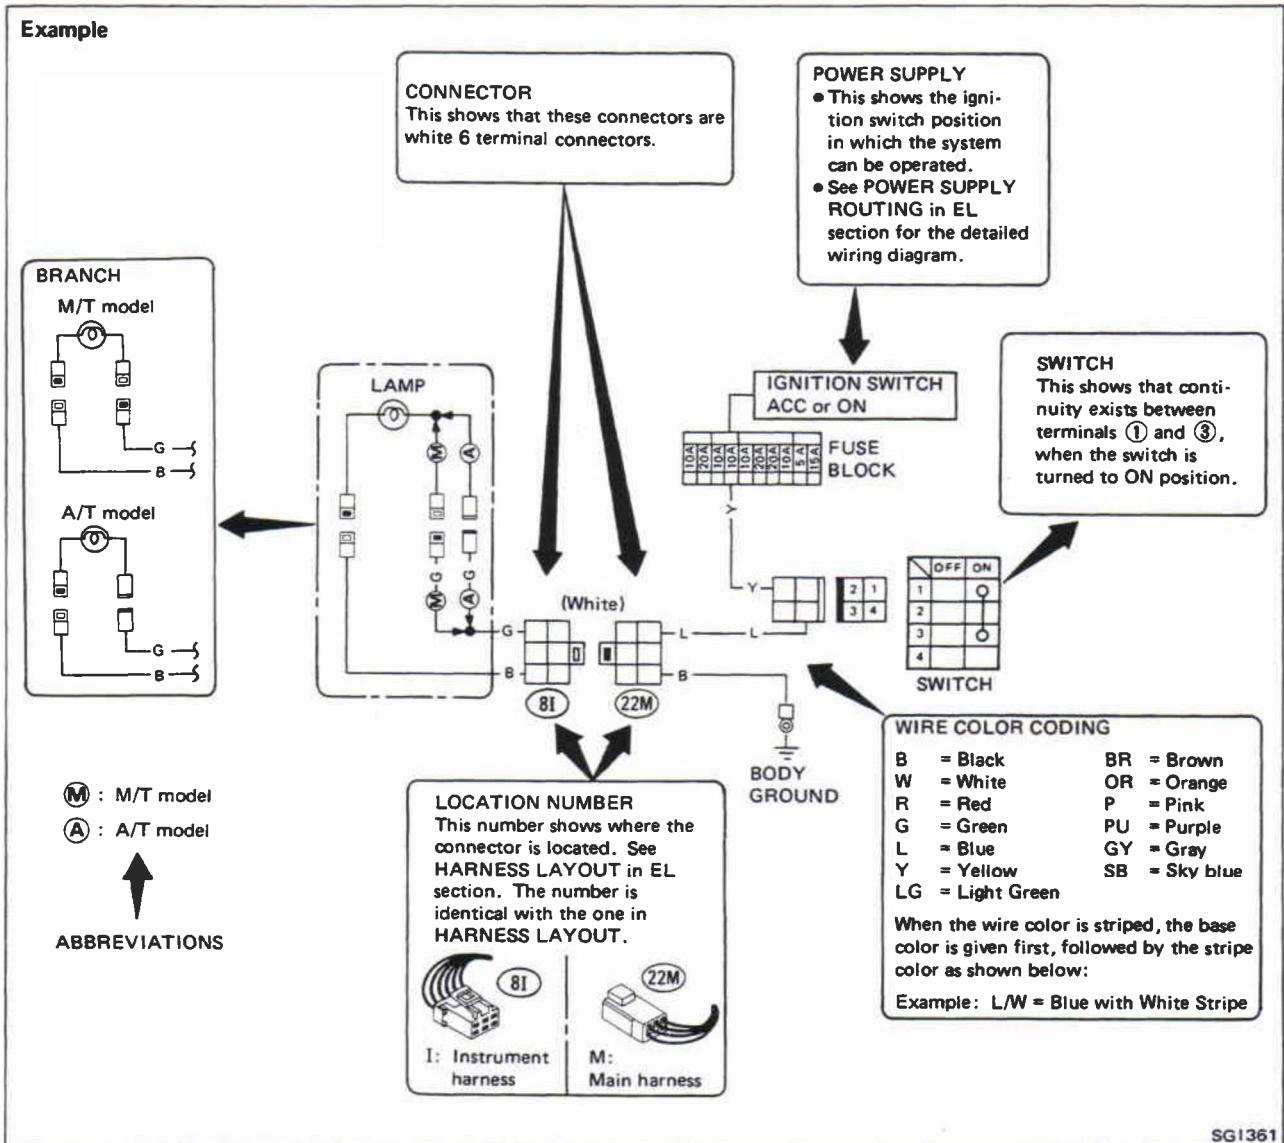 Example
CONNECTOR
This shows that these connectors are
white 6 terminal connectors.
POWER SUPPLY
• This shows the igni-
tion switch position
in which the system
can be operated.
• See POWER SUPPLY
ROUTING in EL
section for the detailed
wiring diagram.
BRANCH
M/T model
G
B
A/T model
G
B
LAMP
M
A
G
G
M
A
IGNITION SWITCH
ACC or ON
10A 20A 10A 10A 10A 20A 20A 10A 5A 15A
FUSE
BLOCK
Y
Y
SWITCH
This shows that conti-
nuity exists between
terminals ① and ③,
when the switch is
turned to ON position.
(White)
G
B
L
L
B
2 1
3 4
OFF ON
1
2
3
4
SWITCH
8I
22M
BODY
GROUND
M : M/T model
A : A/T model
ABBREVIATIONS
LOCATION NUMBER
This number shows where the
connector is located. See
HARNESS LAYOUT in EL
section. The number is
identical with the one in
HARNESS LAYOUT.
8I
22M
I: Instrument
harness
M:
Main harness
WIRE COLOR CODING
B = Black BR = Brown
W = White OR = Orange
R = Red P = Pink
G = Green PU = Purple
L = Blue GY = Gray
Y = Yellow SB = Sky blue
LG = Light Green
When the wire color is striped, the base
color is given first, followed by the stripe
color as shown below:
Example: L/W = Blue with White Stripe
SGI361